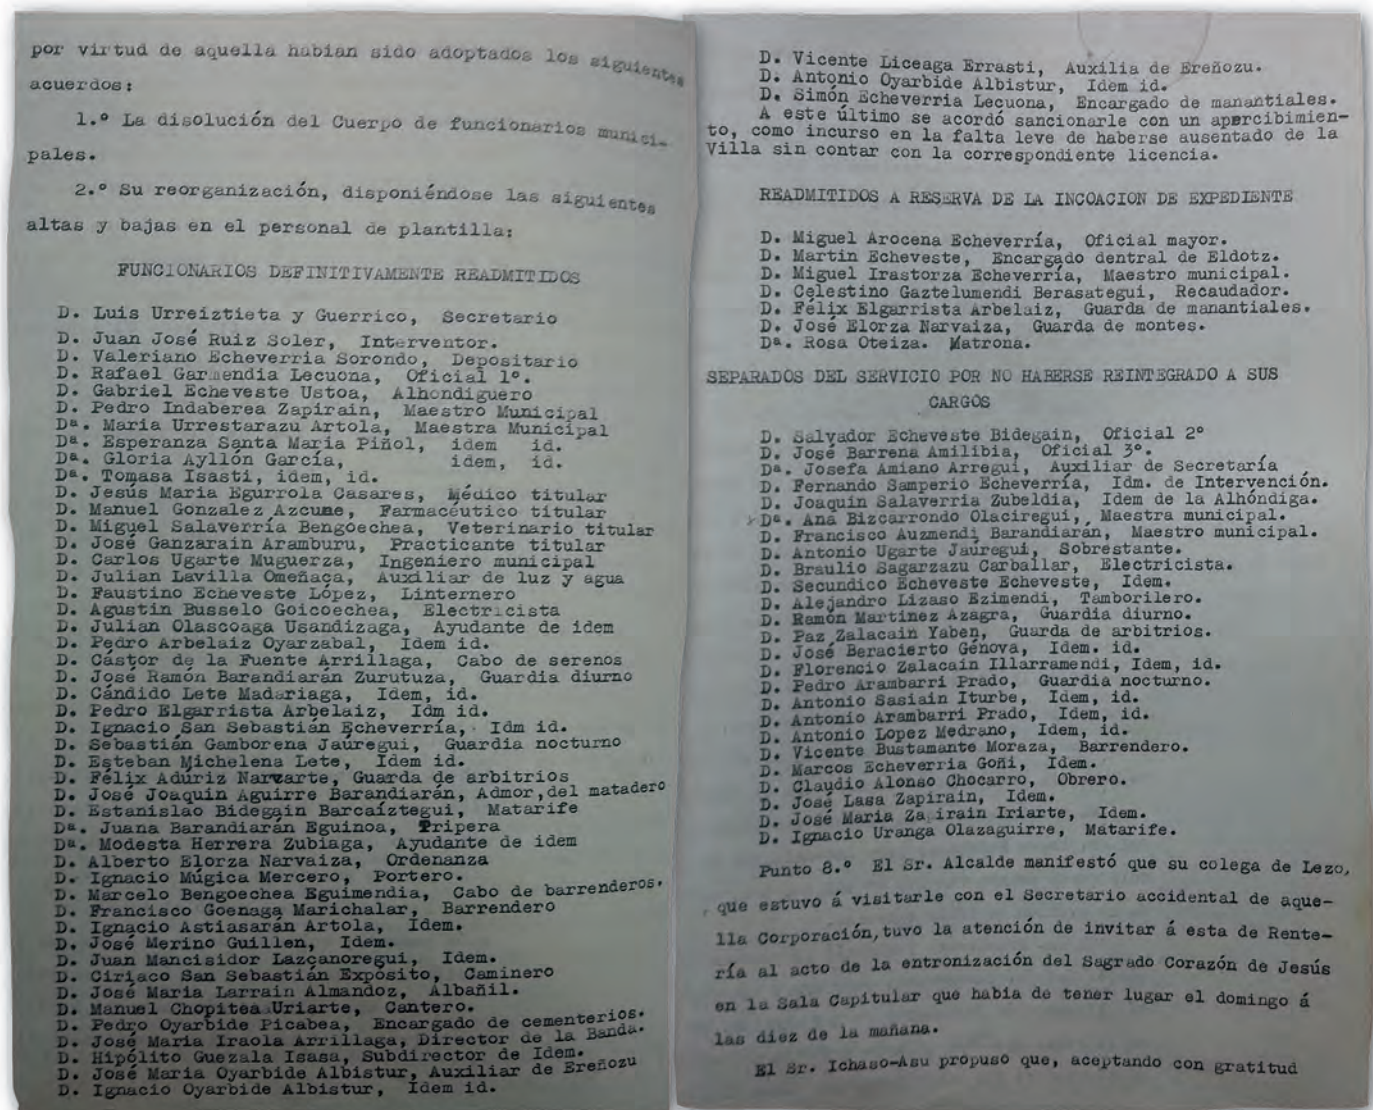 por virtud de aquella habian sido adoptados los siguientes
acuerdos:
1.º La disolución del Cuerpo de funcionarios munici-
pales.
2.º Su reorganización, disponiéndose las siguientes
altas y bajas en el personal de plantilla:
FUNCIONARIOS DEFINITIVAMENTE READMITIDOS
D. Luis Urreiztieta y Guerrico, Secretario
D. Juan José Ruiz Soler, Interventor.
D. Valeriano Echeverria Sorondo, Depositario
D. Rafael Garmendia Lecuona, Oficial 1º.
D. Gabriel Echeveste Ustoa, Alhondiguero
D. Pedro Indaberea Zapirain, Maestro Municipal
Dª. Maria Urrestarazu Artola, Maestra Municipal
Dª. Esperanza Santa Maria Piñol, idem id.
Dª. Gloria Ayllón García, idem, id.
Dª. Tomasa Isasti, idem, id.
D. Jesús Maria Egurrola Casares, Médico titular
D. Manuel Gonzalez Azcune, Farmacéutico titular
D. Miguel Salaverría Bengoechea, Veterinario titular
D. José Ganzarain Aramburu, Practicante titular
D. Carlos Ugarte Muguerza, Ingeniero municipal
D. Julian Lavilla Omeñaca, Auxiliar de luz y agua
D. Faustino Echeveste López, Linternero
D. Agustin Busselo Goicoechea, Electricista
D. Julian Olascoaga Usandizaga, Ayudante de idem
D. Pedro Arbelaiz Oyarzabal, Idem id.
D. Cástor de la Fuente Arrillaga, Cabo de serenos
D. José Ramón Barandiarán Zurutuza, Guardia diurno
D. Cándido Lete Madariaga, Idem, id.
D. Pedro Elgarrista Arbelaiz, Idm id.
D. Ignacio San Sebastián Echeverría, Idm id.
D. Sebastián Gamborena Jaúregui, Guardia nocturno
D. Esteban Michelena Lete, Idem id.
D. Félix Aduriz Narvarte, Guarda de arbitrios
D. José Joaquin Aguirre Barandiarán, Admor, del matadero
D. Estanislao Bidegain Barcaíztegui, Matarife
Dª. Juana Barandiarán Eguinoa, Tripera
Dª. Modesta Herrera Zubiaga, Ayudante de idem
D. Alberto Elorza Narvaiza, Ordenanza
D. Ignacio Múgica Mercero, Portero.
D. Marcelo Bengoechea Eguimendia, Cabo de barrenderos.
D. Francisco Goenaga Marichalar, Barrendero
D. Ignacio Astiasarán Artola, Idem.
D. José Merino Guillen, Idem.
D. Juan Mancisidor Lazcanoregui, Idem.
D. Ciriaco San Sebastián Expósito, Caminero
D. José Maria Larrain Almandoz, Albañil.
D. Manuel Chopitea Uriarte, Cantero.
D. Pedro Oyarbide Picabea, Encargado de cementerios.
D. José Maria Iraola Arrillaga, Director de la Banda.
D. Hipólito Guezala Isasa, Subdirector de Idem.
D. José Maria Oyarbide Albistur, Auxiliar de Ereñozu
D. Ignacio Oyarbide Albistur, Idem id.
D. Vicente Liceaga Errasti, Auxilia de Ereñozu.
D. Antonio Oyarbide Albistur, Idem id.
D. Simón Echeverria Lecuona, Encargado de manantiales.
A este último se acordó sancionarle con un apercibimien-
to, como incurso en la falta leve de haberse ausentado de la
Villa sin contar con la correspondiente licencia.
READMITIDOS A RESERVA DE LA INCOACION DE EXPEDIENTE
D. Miguel Arocena Echeverría, Oficial mayor.
D. Martin Echeveste, Encargado dentral de Eldotz.
D. Miguel Irastorza Echeverría, Maestro municipal.
D. Celestino Gaztelumendi Berasategui, Recaudador.
D. Félix Elgarrista Arbelaiz, Guarda de manantiales.
D. José Elorza Narvaiza, Guarda de montes.
Dª. Rosa Oteiza. Matrona.
SEPARADOS DEL SERVICIO POR NO HABERSE REINTEGRADO A SUS
CARGOS
D. Salvador Echeveste Bidegain, Oficial 2º
D. José Barrena Amilibia, Oficial 3º.
Dª. Josefa Amiano Arregui, Auxiliar de Secretaría
D. Fernando Samperio Echeverría, Idm. de Intervención.
D. Joaquin Salaverria Zubeldia, Idem de la Alhóndiga.
Dª. Ana Bizcarrondo Olaciregui, Maestra municipal.
D. Francisco Auzmendi Barandiarán, Maestro municipal.
D. Antonio Ugarte Jaúregui, Sobrestante.
D. Braulio Sagarzazu Carballar, Electricista.
D. Secundico Echeveste Echeveste, Idem.
D. Alejandro Lizaso Ezimendi, Tamborilero.
D. Ramón Martinez Azagra, Guardia diurno.
D. Paz Zalacain Yaben, Guarda de arbitrios.
D. José Beracierto Génova, Idem. id.
D. Florencio Zalacain Illarramendi, Idem, id.
D. Pedro Arambarri Prado, Guardia nocturno.
D. Antonio Sasiain Iturbe, Idem, id.
D. Antonio Arambarri Prado, Idem, id.
D. Antonio Lopez Medrano, Idem, id.
D. Vicente Bustamante Moraza, Barrendero.
D. Marcos Echeverria Goñi, Idem.
D. Claudio Alonso Chocarro, Obrero.
D. José Lasa Zapirain, Idem.
D. José Maria Za irain Iriarte, Idem.
D. Ignacio Uranga Olazaguirre, Matarife.
Punto 8.º El Sr. Alcalde manifestó que su colega de Lezo,
que estuvo á visitarle con el Secretario accidental de aque-
lla Corporación, tuvo la atención de invitar á esta de Rente-
ría al acto de la entronización del Sagrado Corazón de Jesús
en la Sala Capitular que habia de tener lugar el domingo á
las diez de la mañana.
El Sr. Ichaso-Asu propuso que, aceptando con gratitud